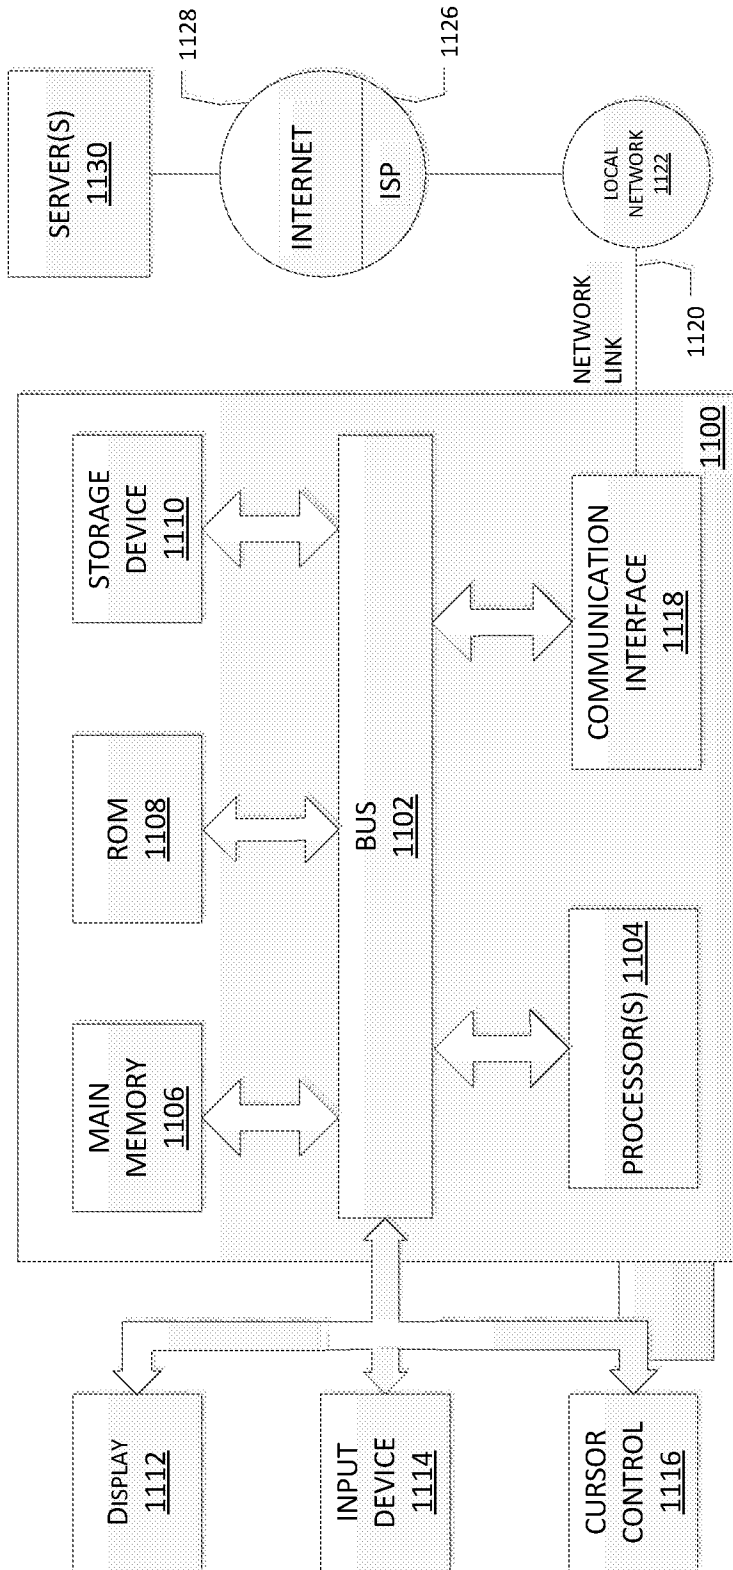 DISPLAY
1112
INPUT
DEVICE
1114
CURSOR
CONTROL
1116
MAIN
MEMORY
1106
ROM
1108
STORAGE
DEVICE
1110
BUS
1102
PROCESSOR(S) 1104
COMMUNICATION
INTERFACE
1118
1100
NETWORK
LINK
1120
LOCAL
NETWORK
1122
INTERNET
ISP
1128
1126
SERVER(S)
1130